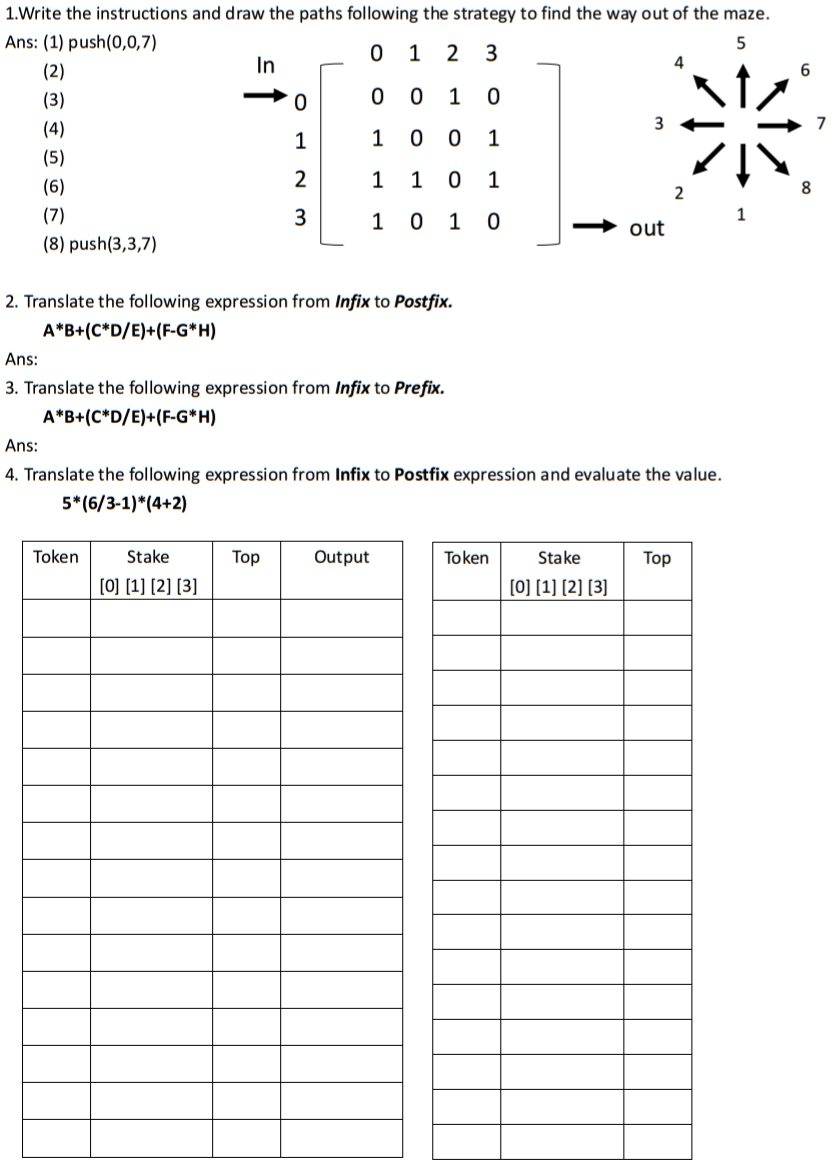 1.Write the instructions and draw the paths following the strategy to find the way out of the maze.
Ans: (1) push(0,0,7)
(2)
(3)
(4)
(5)
(6)
(7)
(8) push(3,3,7)
In
0 1 2 3
0 0 0 1 0
1 1 0 0 1
2 1 1 0 1
3 1 0 1 0
out
5
4 6
3 7
2 8
1
2. Translate the following expression from Infix to Postfix.
A*B+(C*D/E)+(F-G*H)
Ans:
3. Translate the following expression from Infix to Prefix.
A*B+(C*D/E)+(F-G*H)
Ans:
4. Translate the following expression from Infix to Postfix expression and evaluate the value.
5*(6/3-1)*(4+2)
Token Stake Top Output
[0] [1] [2] [3]
Token Stake Top
[0] [1] [2] [3]